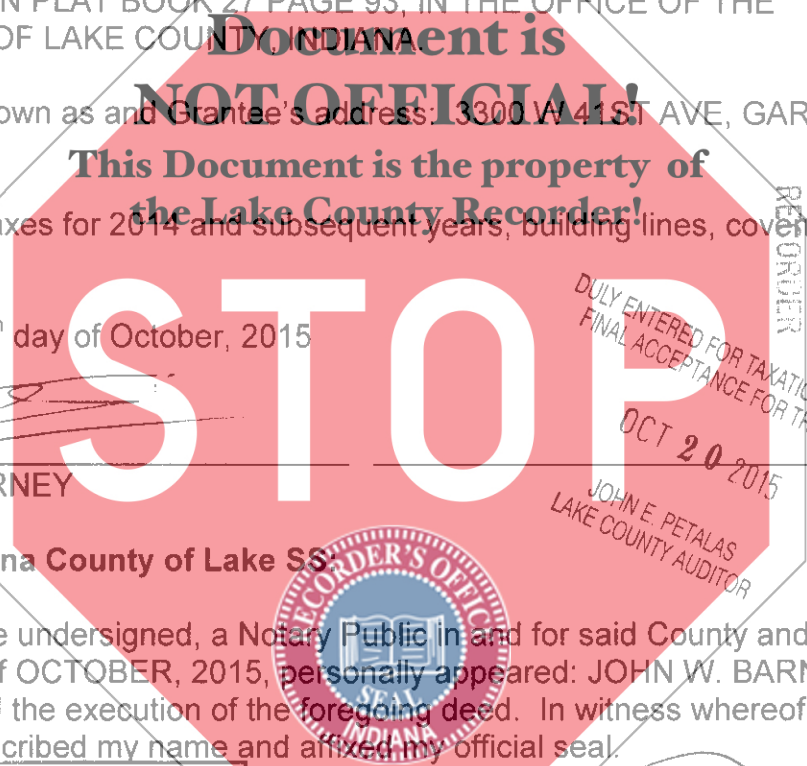 N PLAT BOOK 27 PAGE 93, IN THE OFFICE OF THE
OF LAKE COUNTY, INDIANA.
Document is
NOT OFFICIAL!
own as and Grantee's address: 3300 W 41ST AVE, GAR
This Document is the property of
the Lake County Recorder!
axes for 2014 and subsequent years, building lines, coven
RECORDER
STOP
day of October, 2015
DULY ENTERED FOR TAXATIO
FINAL ACCEPTANCE FOR TR
OCT 20 2015
JOHN E. PETALAS
LAKE COUNTY AUDITOR
RNEY
na County of Lake SS:
RECORDER'S OFFICE
SEAL
INDIANA
e undersigned, a Notary Public in and for said County and
of OCTOBER, 2015, personally appeared: JOHN W. BARN
the execution of the foregoing deed. In witness whereof
cribed my name and affixed my official seal.